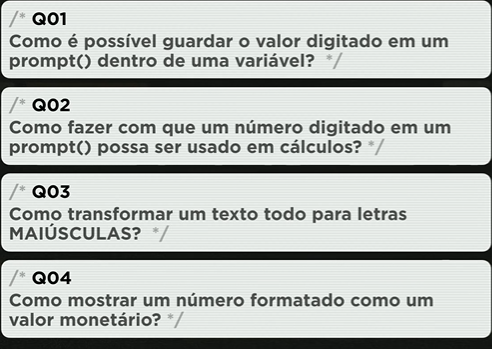 /* Q01
Como é possível guardar o valor digitado em um
prompt() dentro de uma variável? */
/* Q02
Como fazer com que um número digitado em um
prompt() possa ser usado em cálculos? */
/* Q03
Como transformar um texto todo para letras
MAIÚSCULAS? */
/* Q04
Como mostrar um número formatado como um
valor monetário? */